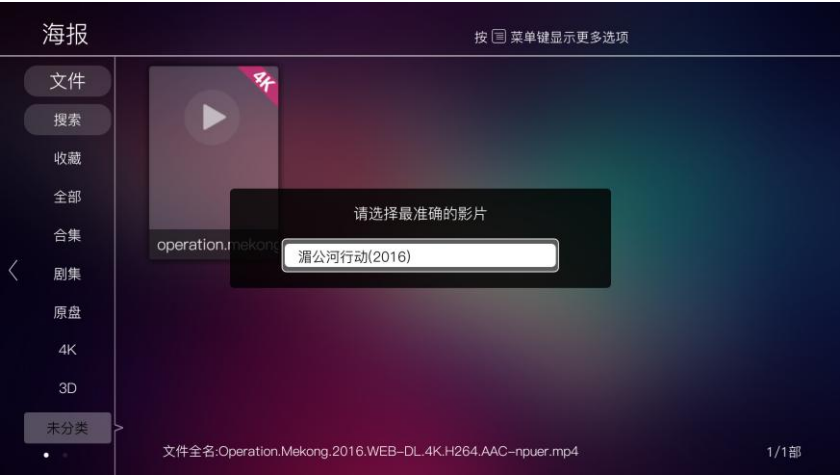 海报
按 菜单键显示更多选项
文件
搜索
收藏
全部
合集
剧集
原盘
4K
3D
未分类
4K
operation.mekong
请选择最准确的影片
湄公河行动(2016)
文件全名:Operation.Mekong.2016.WEB-DL.4K.H264.AAC-npuer.mp4
1/1部